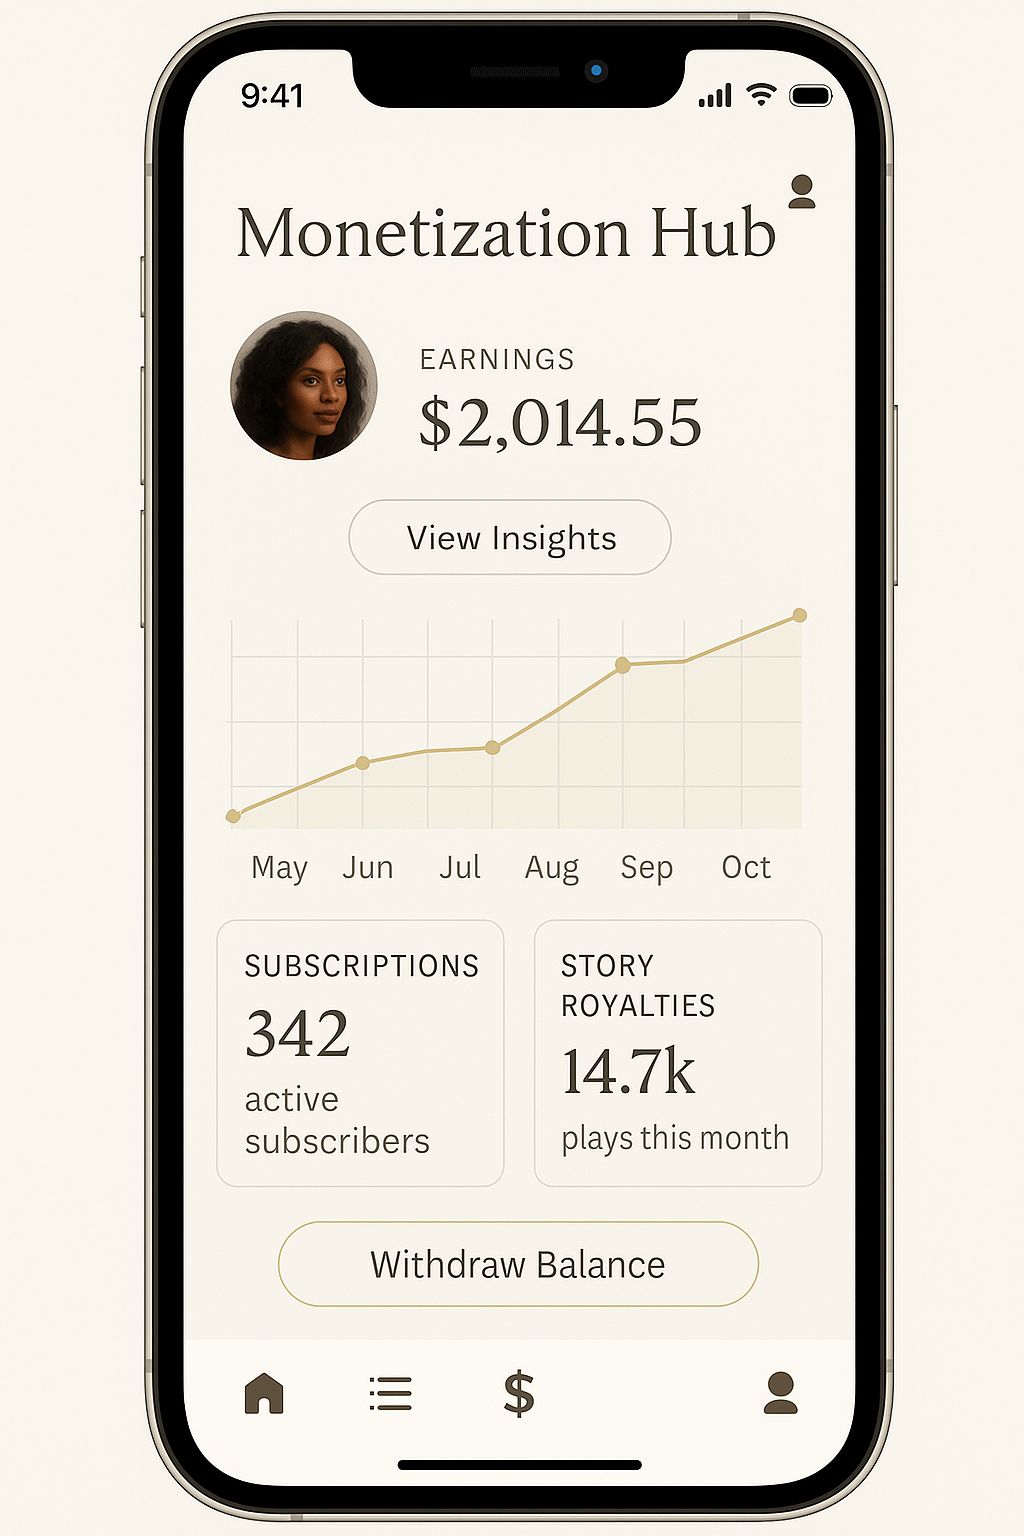 9:41
Monetization Hub
EARNINGS
$2,014.55
View Insights
May Jun Jul Aug Sep Oct
SUBSCRIPTIONS
342
active
subscribers
STORY
ROYALTIES
14.7k
plays this month
Withdraw Balance
$